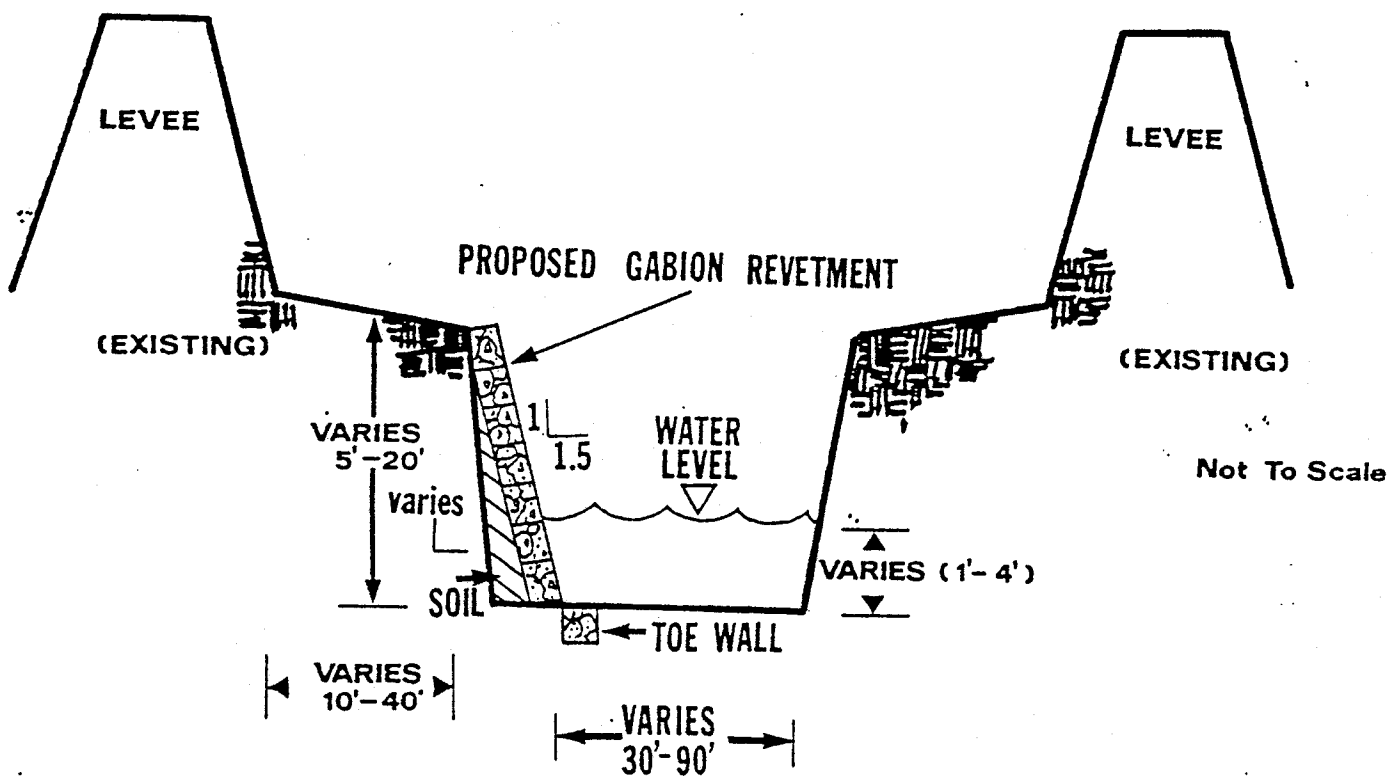 LEVEE
LEVEE
PROPOSED GABION REVETMENT
(EXISTING)
(EXISTING)
VARIES
5'-20'
1
1.5
WATER
LEVEL
Not To Scale
varies
VARIES (1'-4')
SOIL
TOE WALL
VARIES
10'-40'
VARIES
30'-90'